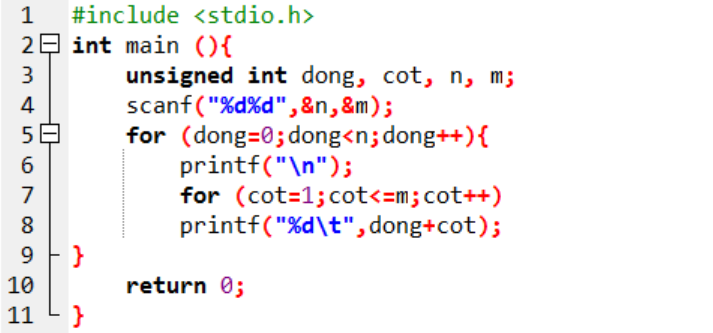 1 #include <stdio.h>
2 int main (){
3 unsigned int dong, cot, n, m;
4 scanf("%d%d",&n,&m);
5 for (dong=0;dong<n;dong++){
6 printf("\n");
7 for (cot=1;cot<=m;cot++)
8 printf("%d\t",dong+cot);
9 }
10 return 0;
11 }